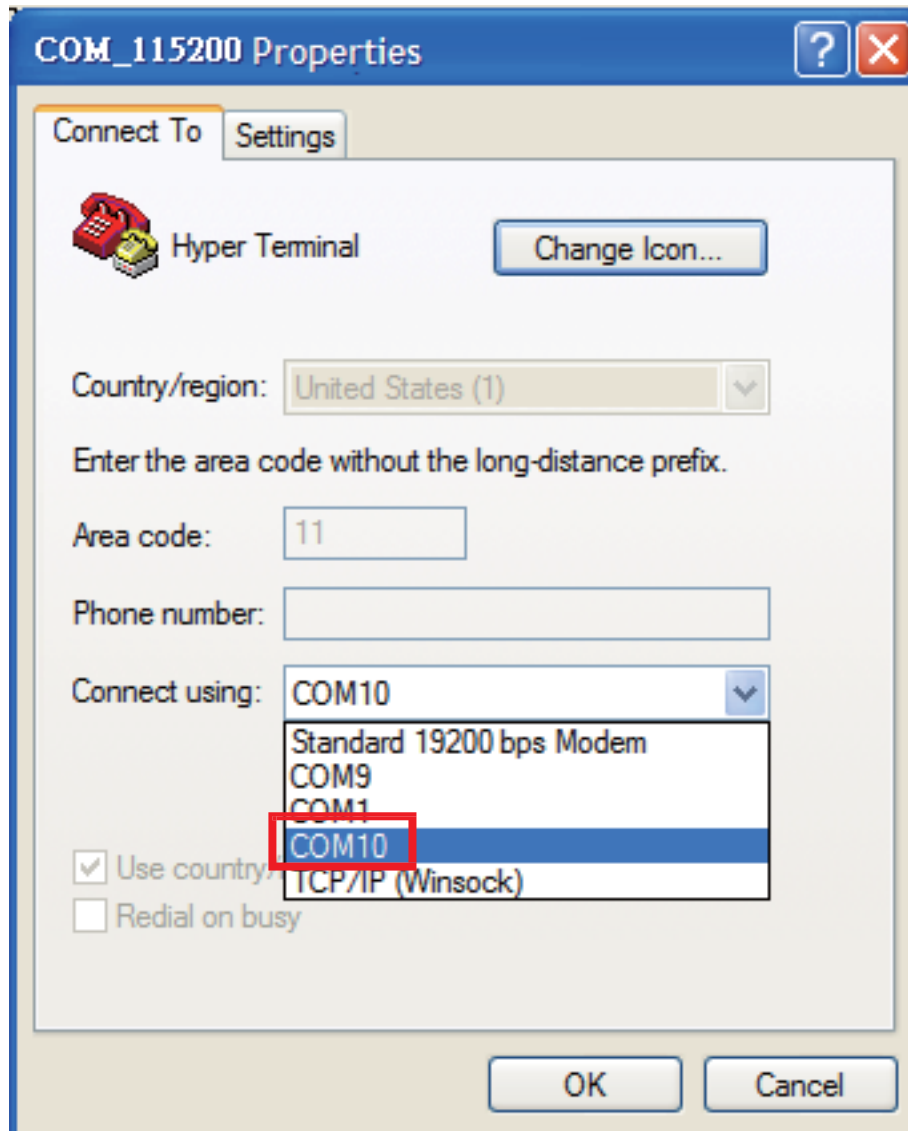 COM_115200 Properties
Connect To
Settings
Hyper Terminal
Change Icon...
Country/region:
United States (1)
Enter the area code without the long-distance prefix.
Area code:
11
Phone number:
Connect using:
COM10
Standard 19200 bps Modem
COM9
COM1
COM10
TCP/IP (Winsock)
Use country/
Redial on busy
OK
Cancel